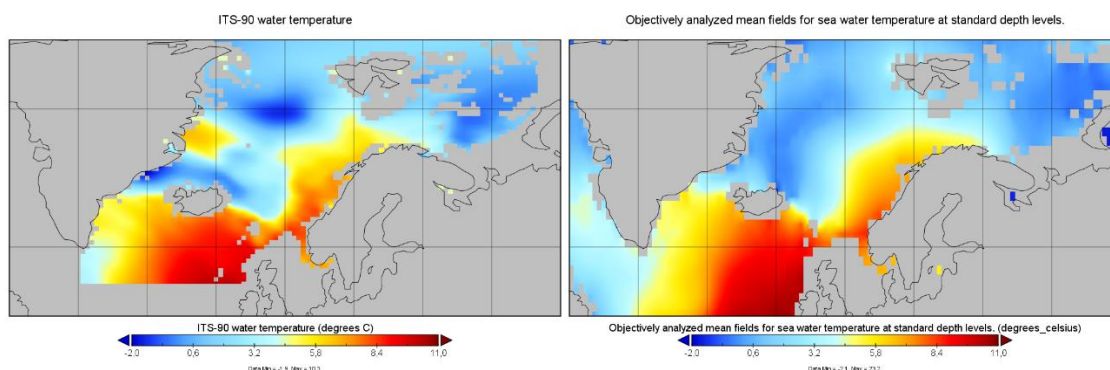 ITS-90 water temperature
Objectively analyzed mean fields for sea water temperature at standard depth levels.
ITS-90 water temperature (degrees C)
-2,0 0,6 3,2 5,8 8,4 11,0
Objectively analyzed mean fields for sea water temperature at standard depth levels. (degrees_celsius)
-2,0 0,6 3,2 5,8 8,4 11,0